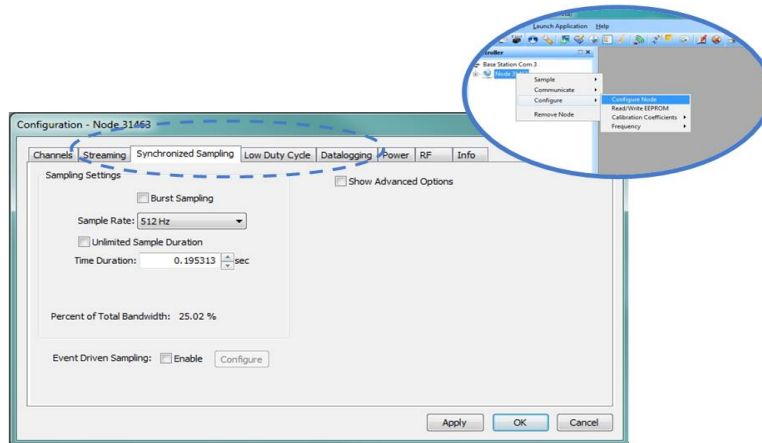 Launch Application Help
Base Station Com 3
Sample
Communicate
Configure
Remove Node
Configure Node
Read/Write EEPROM
Calibration Coefficients
Frequency
Configuration - Node 31463
Channels Streaming Synchronized Sampling Low Duty Cycle Datalogging Power RF Info
Sampling Settings
Show Advanced Options
Burst Sampling
Sample Rate: 512 Hz
Unlimited Sample Duration
Time Duration: 0.195313 sec
Percent of Total Bandwidth: 25.02 %
Event Driven Sampling: Enable Configure
Apply OK Cancel